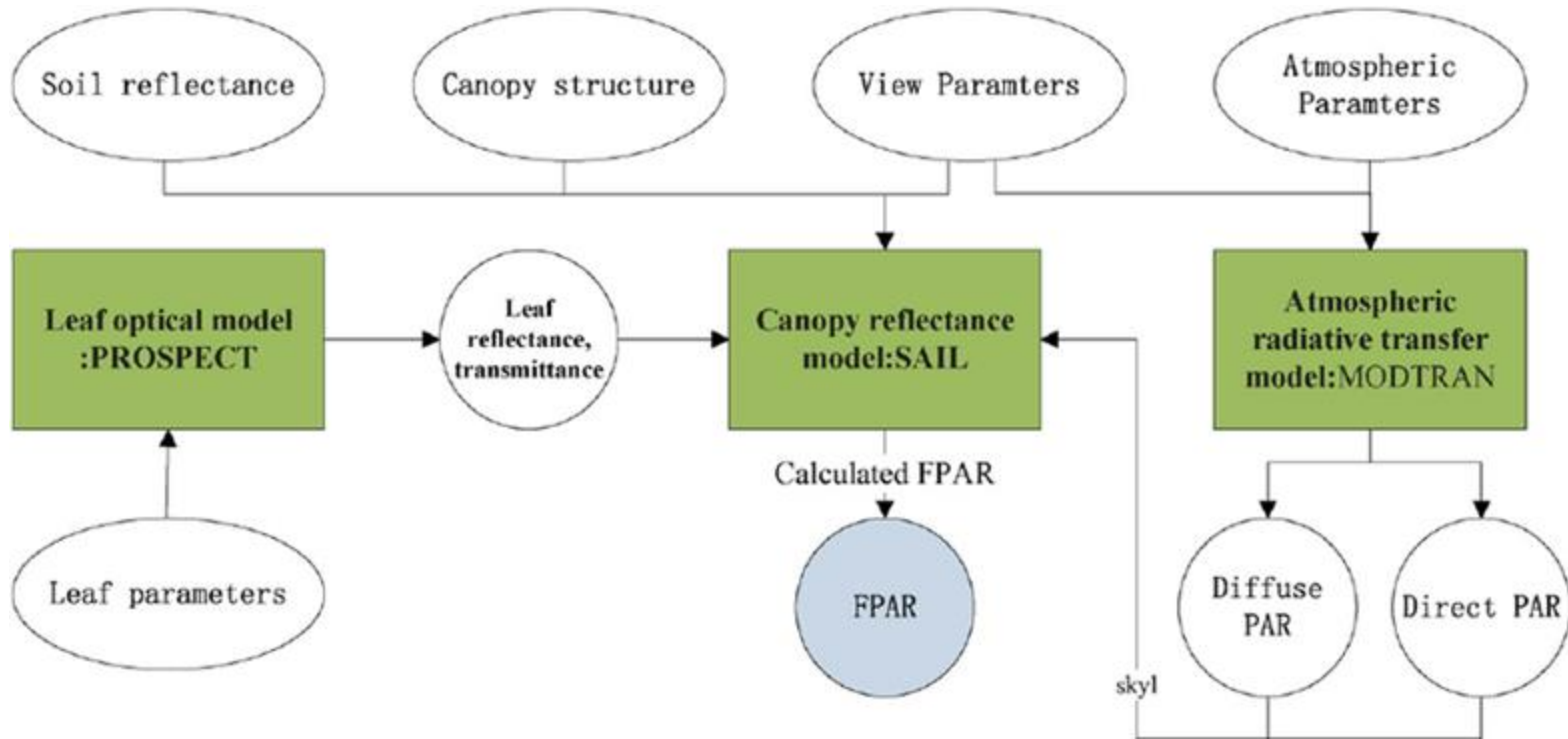 Soil reflectance
Canopy structure
View Paramters
Atmospheric
Paramters
Leaf optical model
:PROSPECT
Leaf
reflectance,
transmittance
Canopy reflectance
model:SAIL
Atmospheric
radiative transfer
model:MODTRAN
Calculated FPAR
Leaf parameters
FPAR
Diffuse
PAR
Direct PAR
skyl